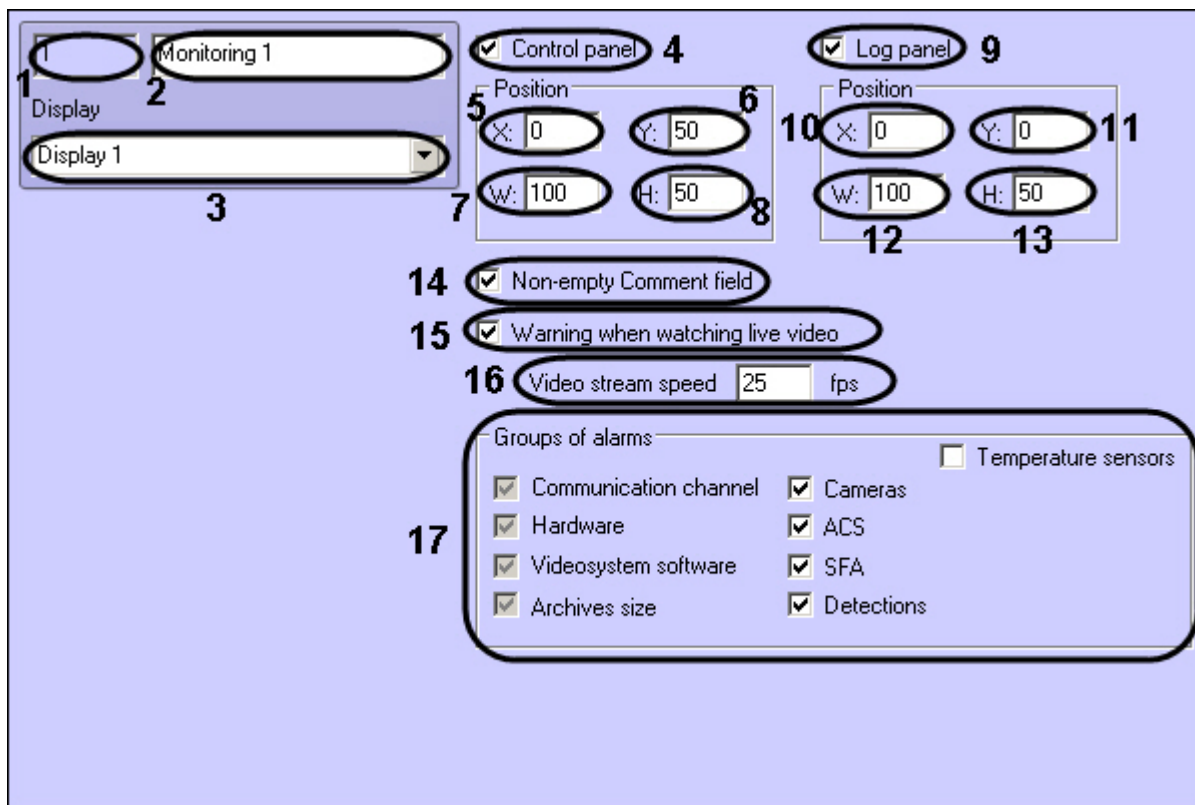 1 Monitoring 1
1 2
Display
Display 1
3
Control panel 4
Position
5 X: 0 Y: 50 6
7 W: 100 H: 50 8
Log panel 9
Position
10 X: 0 Y: 0 11
W: 100 H: 50
12 13
14 Non-empty Comment field
15 Warning when watching live video
16 Video stream speed 25 fps
Groups of alarms
Temperature sensors
Communication channel Cameras
17 Hardware ACS
Videosystem software SFA
Archives size Detections